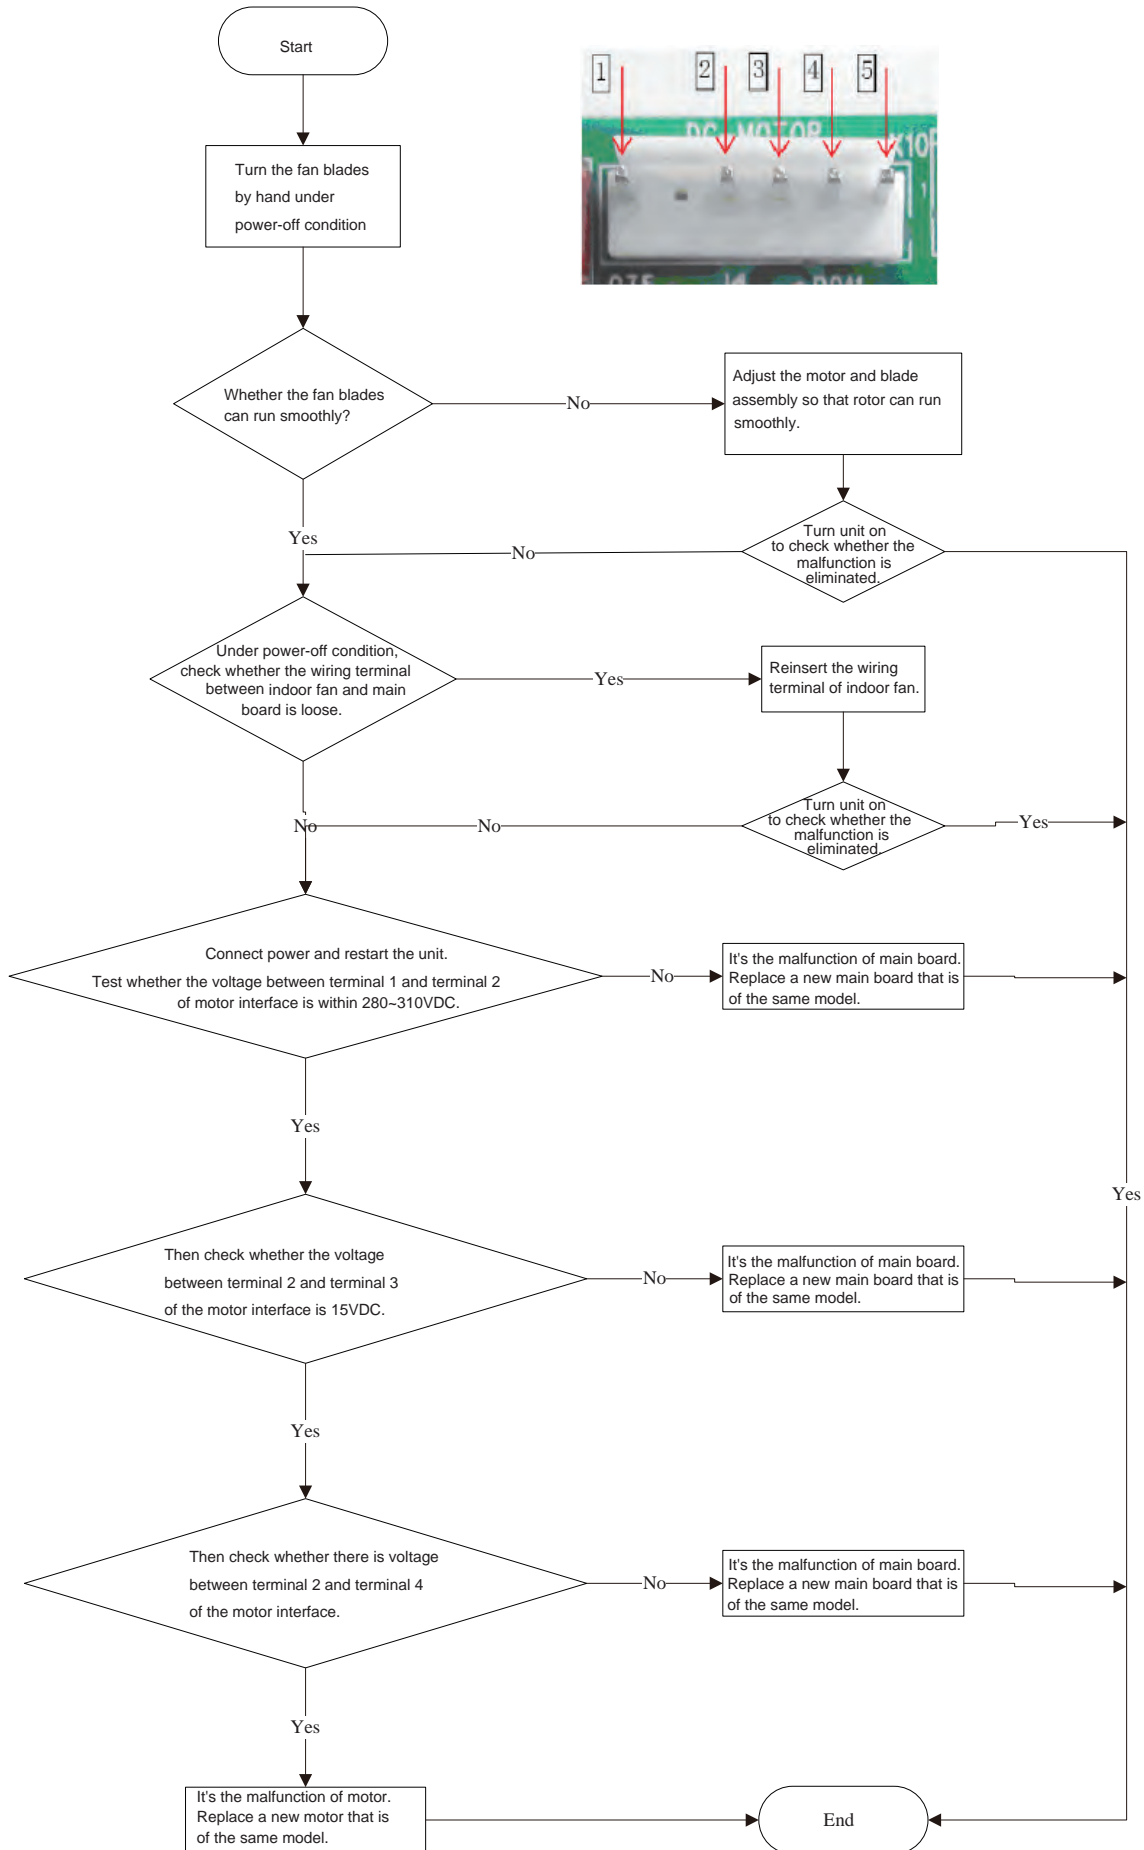 Start
1
2
3
4
5
DC MOTOR
Turn the fan blades
by hand under
power-off condition
Whether the fan blades
can run smoothly?
No
Adjust the motor and blade
assembly so that rotor can run
smoothly.
Yes
No
Turn unit on
to check whether the
malfunction is
eliminated.
Under power-off condition,
check whether the wiring terminal
between indoor fan and main
board is loose.
Yes
Reinsert the wiring
terminal of indoor fan.
No
No
Turn unit on
to check whether the
malfunction is
eliminated.
Yes
Connect power and restart the unit.
Test whether the voltage between terminal 1 and terminal 2
of motor interface is within 280~310VDC.
No
It's the malfunction of main board.
Replace a new main board that is
of the same model.
Yes
Yes
Then check whether the voltage
between terminal 2 and terminal 3
of the motor interface is 15VDC.
No
It's the malfunction of main board.
Replace a new main board that is
of the same model.
Yes
Then check whether there is voltage
between terminal 2 and terminal 4
of the motor interface.
No
It's the malfunction of main board.
Replace a new main board that is
of the same model.
Yes
It's the malfunction of motor.
Replace a new motor that is
of the same model.
End